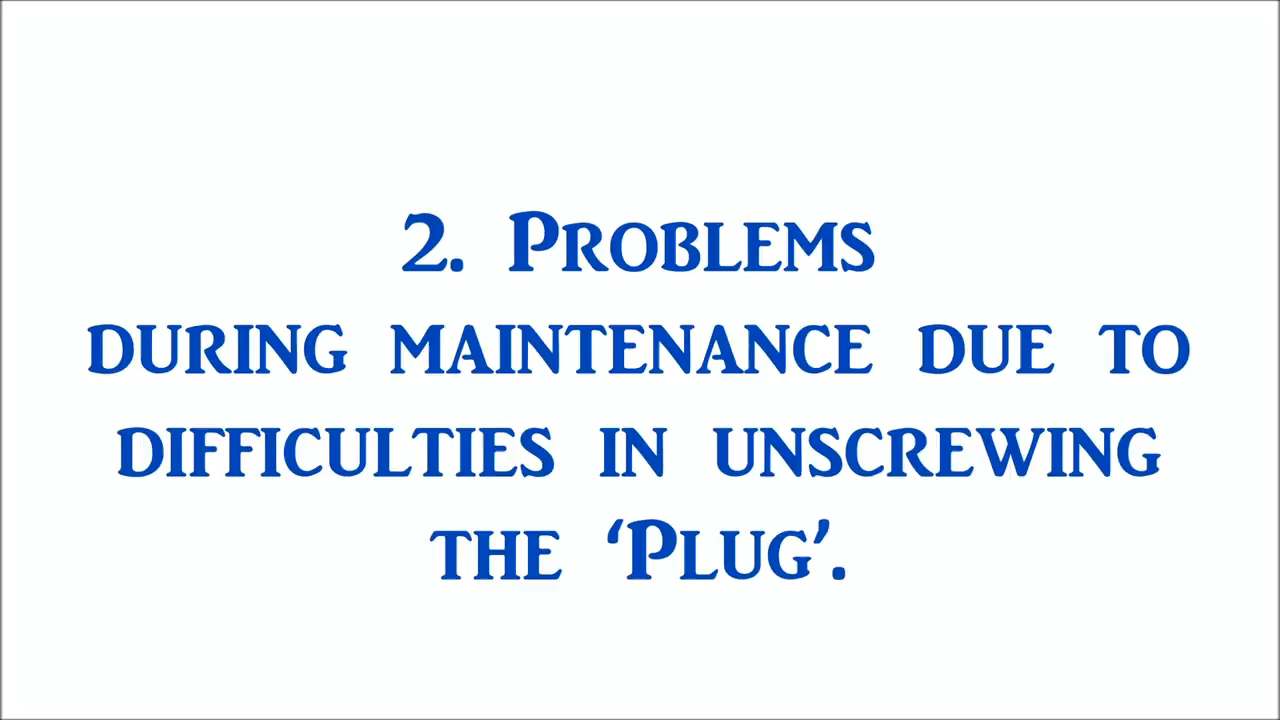 2. Problems
during maintenance due to
difficulties in unscrewing
the ‘Plug’.